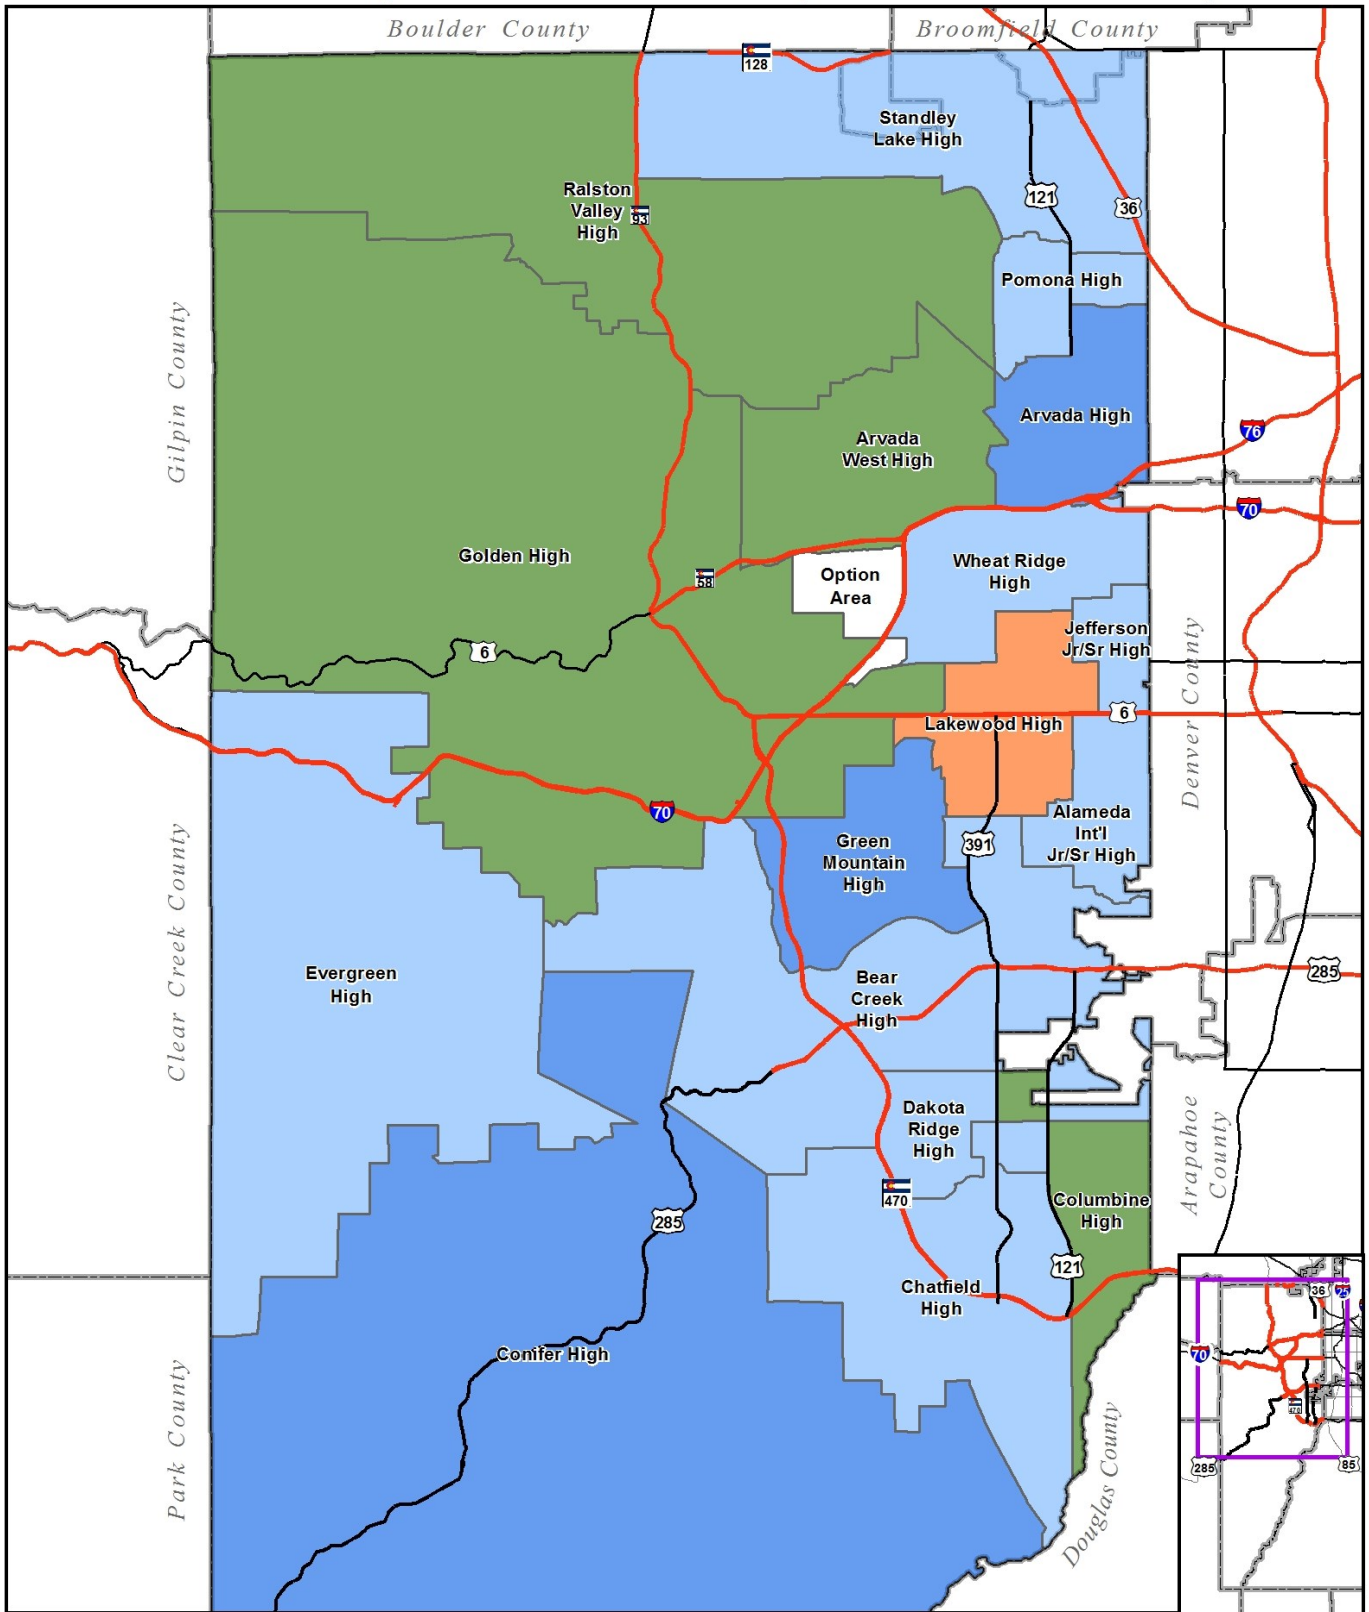 Boulder County
Broomfield County
128
Standley
Lake High
Ralston
Valley
High
93
121
36
Pomona High
Gilpin County
Arvada High
Arvada
West High
76
70
Golden High
58
Option
Area
Wheat Ridge
High
Jefferson
Jr/Sr High
6
Denver County
6
Lakewood High
70
Green
Mountain
High
391
Alameda
Int'l
Jr/Sr High
Clear Creek County
Evergreen
High
Bear
Creek
High
285
Dakota
Ridge
High
Arapahoe
County
470
Columbine
High
285
121
Chatfield
High
Conifer High
Park County
Douglas County
36
25
70
470
285
85